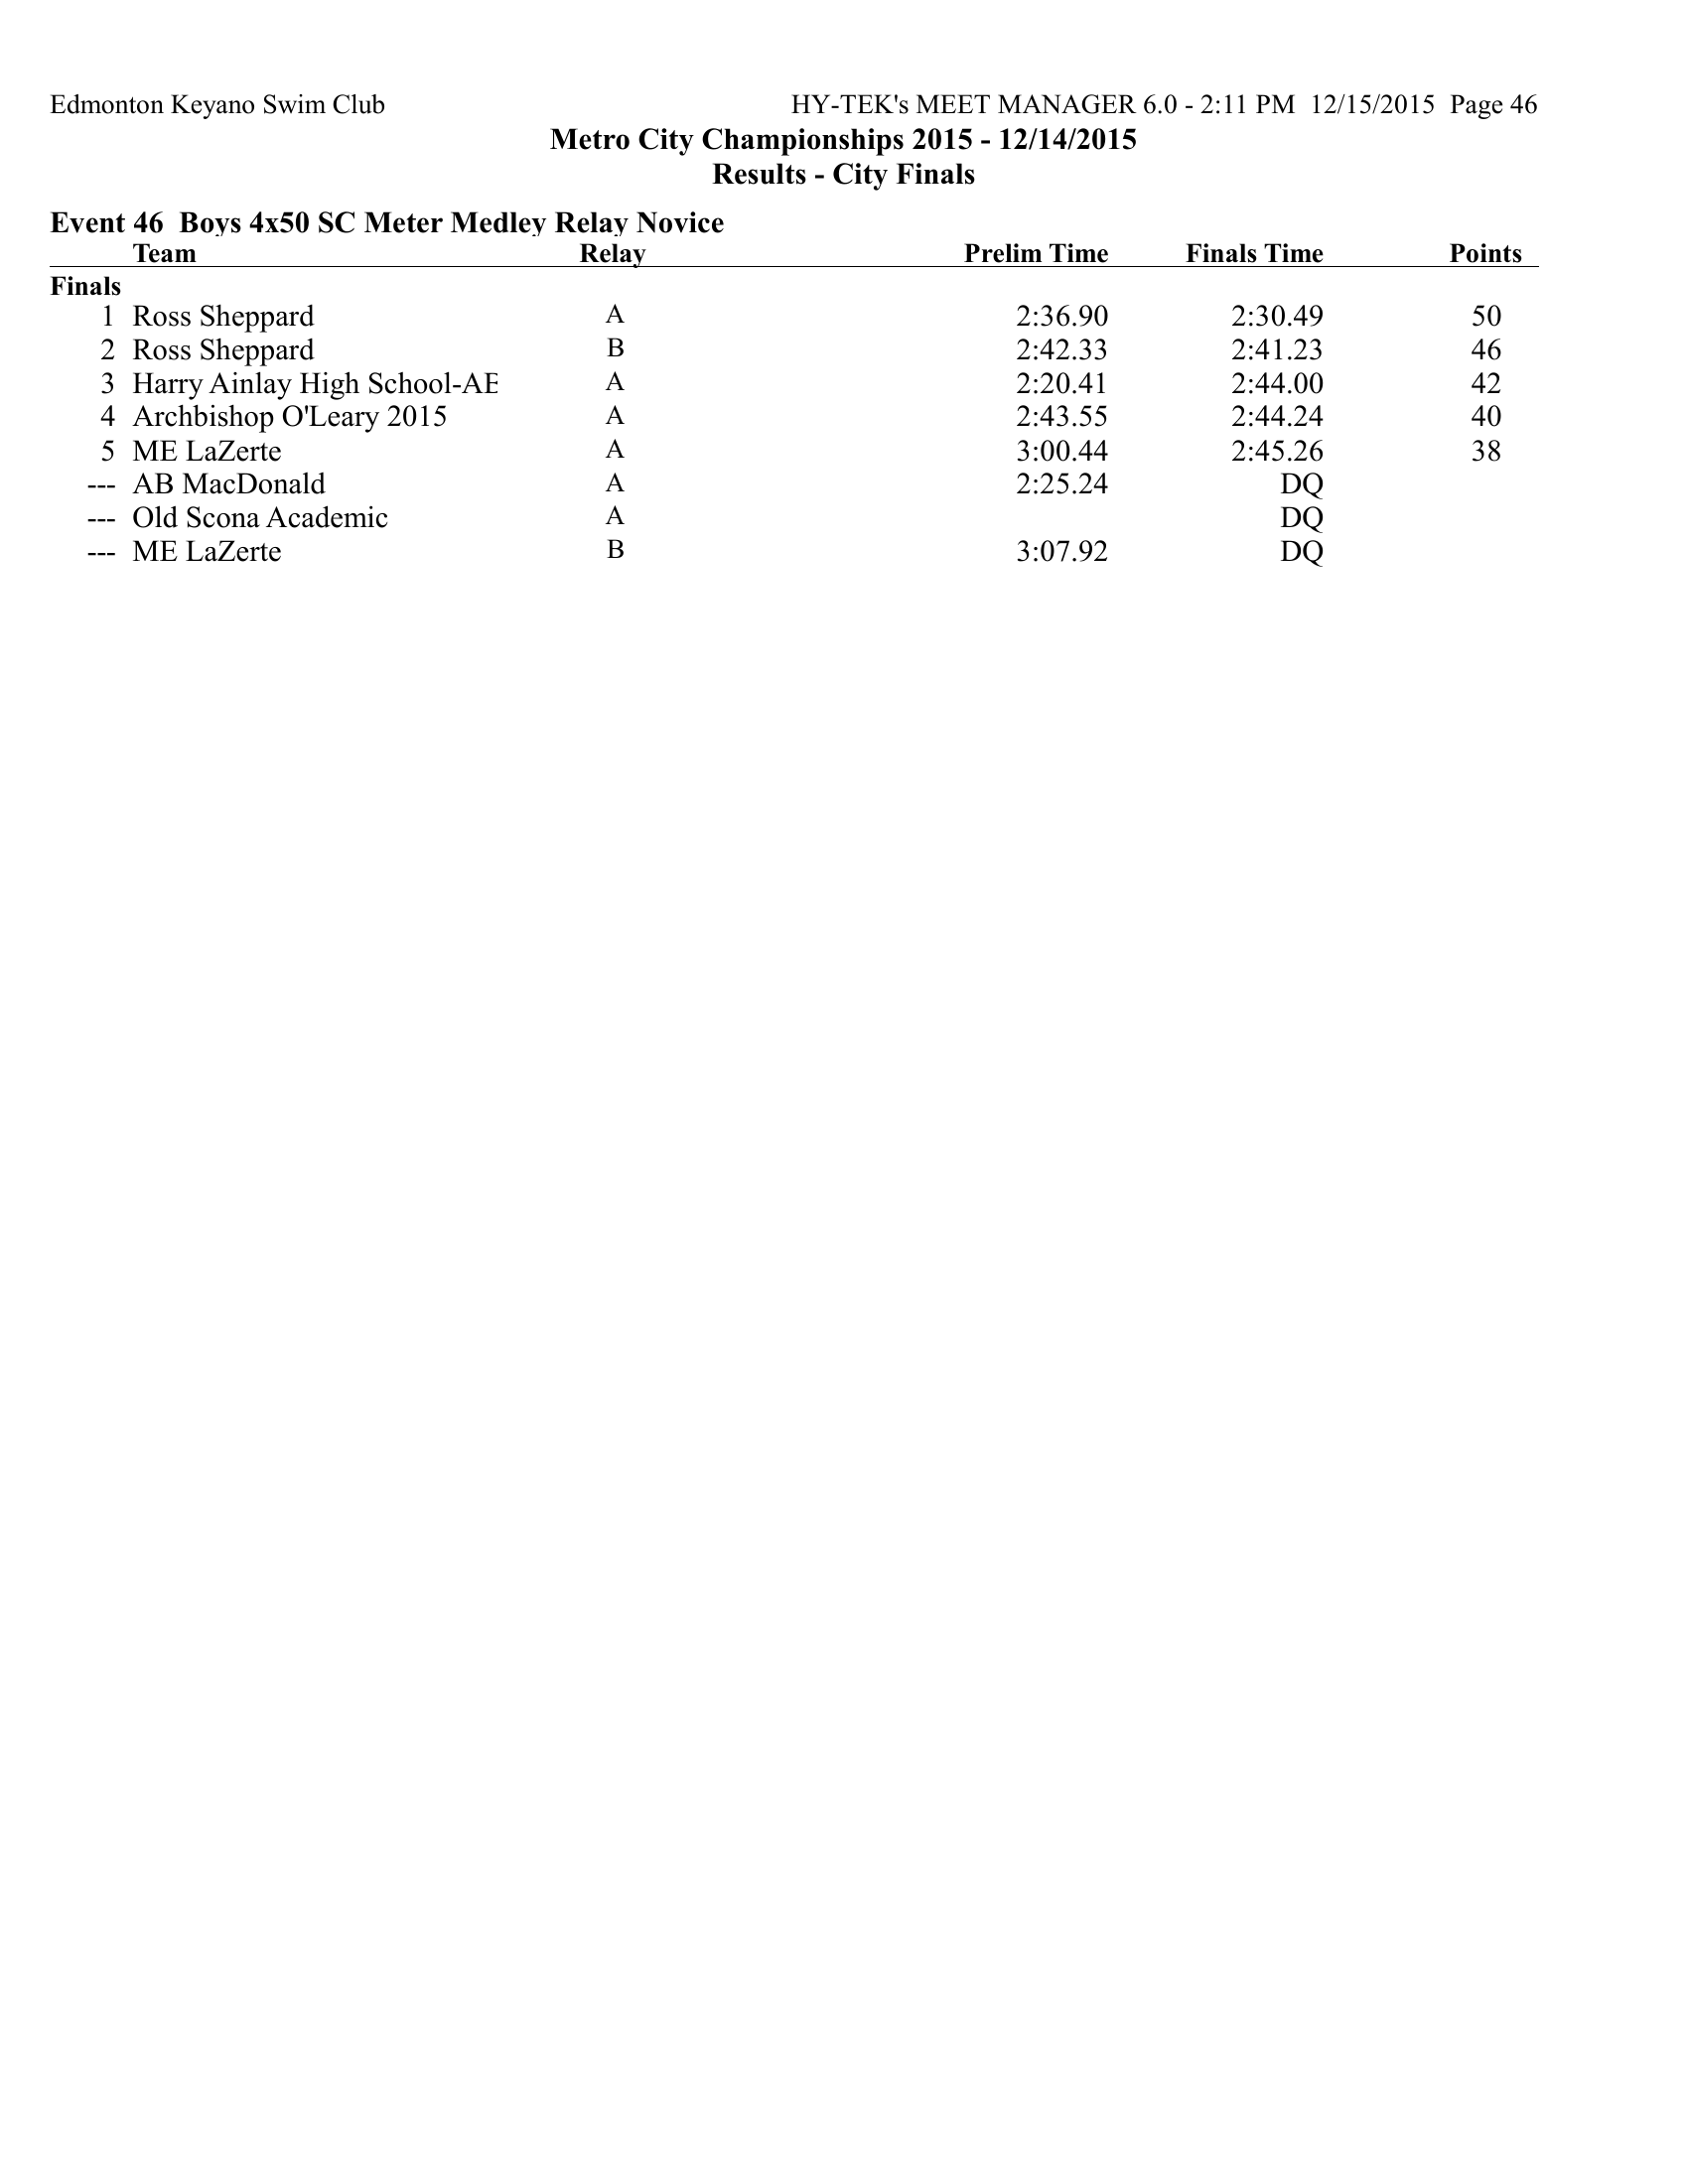 Edmonton Keyano Swim Club HY-TEK's MEET MANAGER 6.0 - 2:11 PM 12/15/2015 Page 46
Metro City Championships 2015 - 12/14/2015
Results - City Finals
Event 46 Boys 4x50 SC Meter Medley Relay Novice
Team Relay Prelim Time Finals Time Points
Finals
1 Ross Sheppard A 2:36.90 2:30.49 50
2 Ross Sheppard B 2:42.33 2:41.23 46
3 Harry Ainlay High School-AE A 2:20.41 2:44.00 42
4 Archbishop O'Leary 2015 A 2:43.55 2:44.24 40
5 ME LaZerte A 3:00.44 2:45.26 38
--- AB MacDonald A 2:25.24 DQ
--- Old Scona Academic A DQ
--- ME LaZerte B 3:07.92 DQ